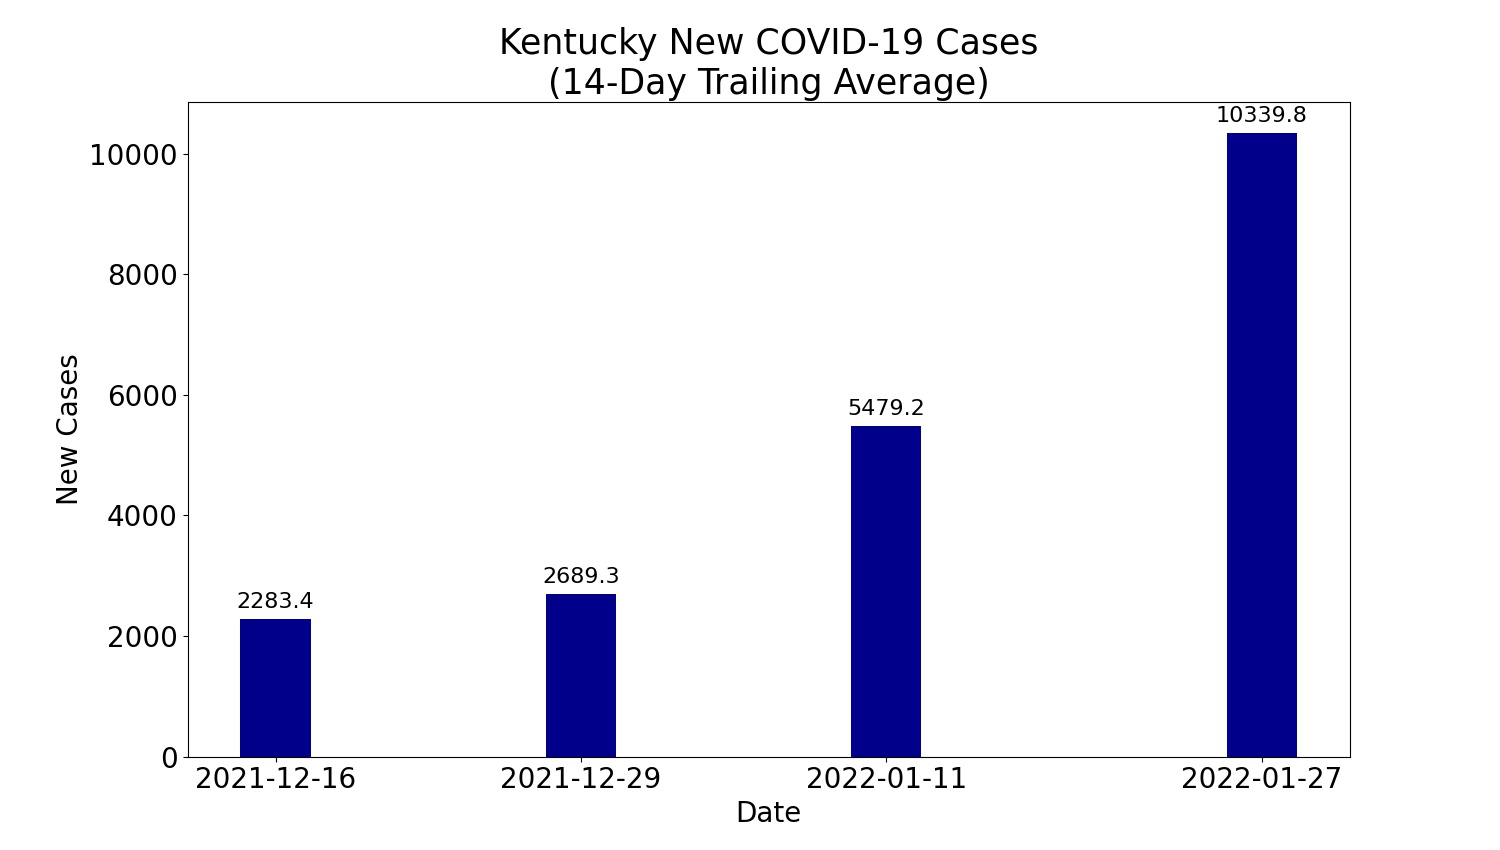 Kentucky New COVID-19 Cases
(14-Day Trailing Average)
10339.8
10000
8000
6000
5479.2
New Cases
4000
2689.3
2283.4
2000
0
2021-12-16 2021-12-29 2022-01-11 2022-01-27
Date